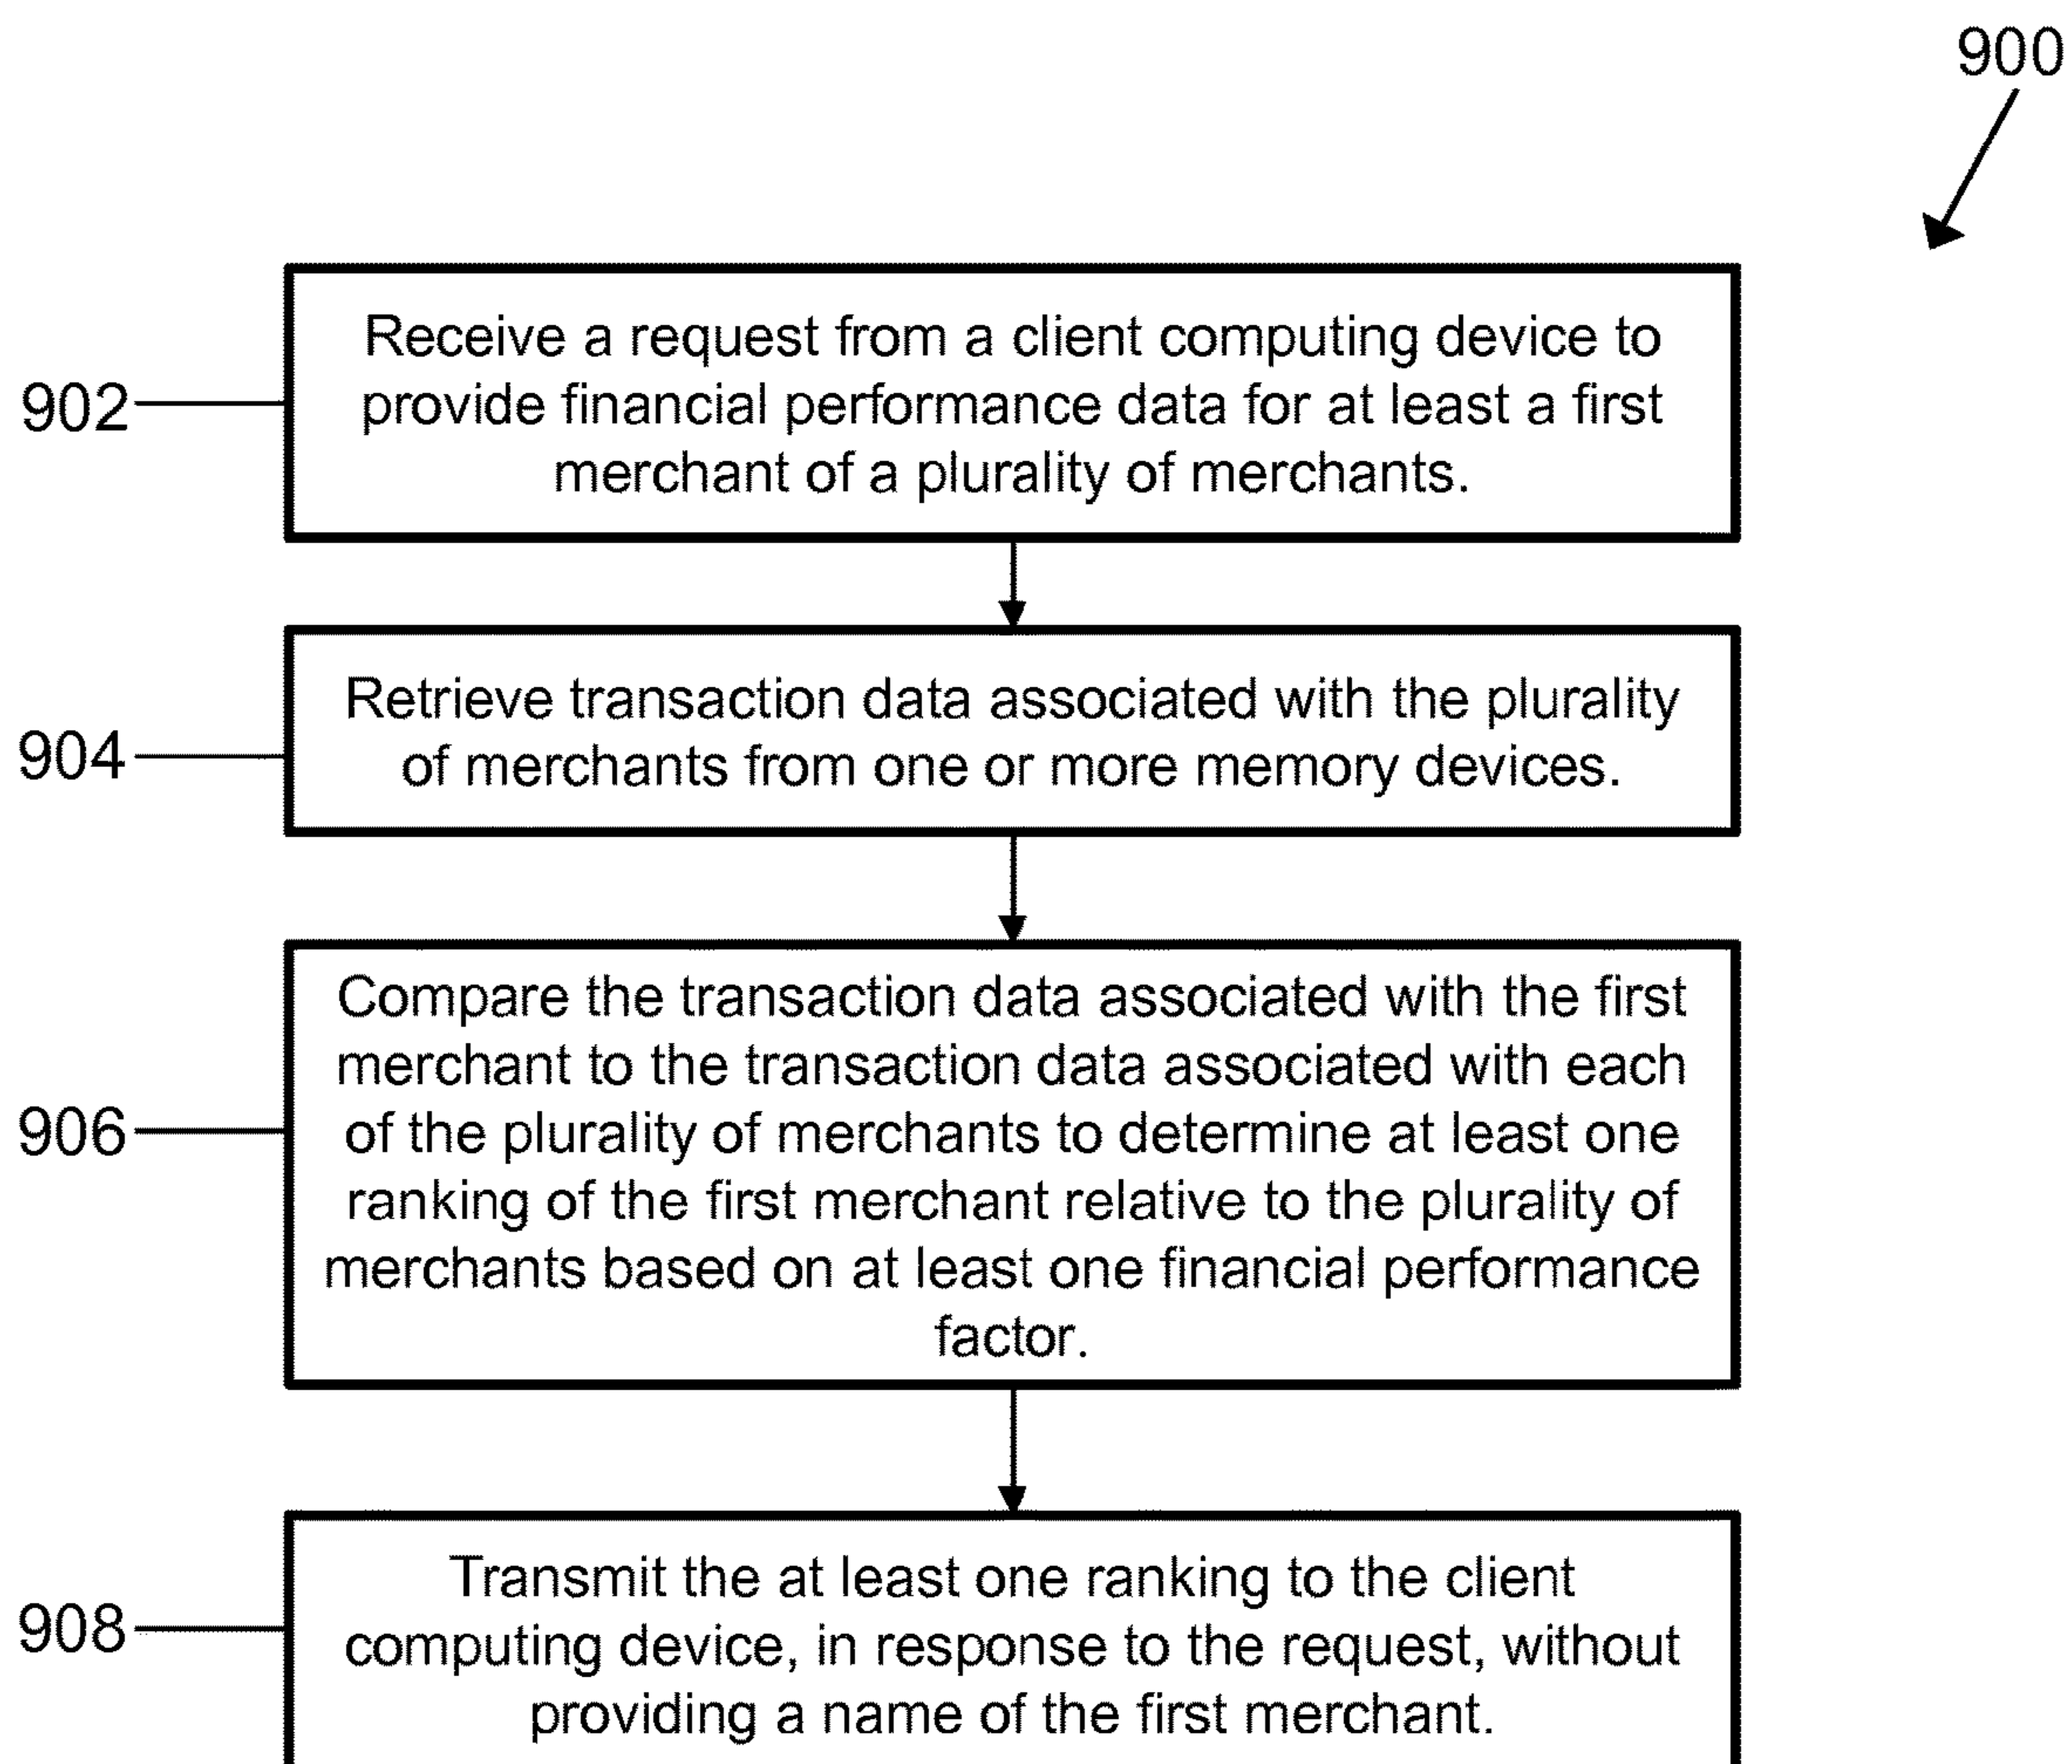 900
902
Receive a request from a client computing device to
provide financial performance data for at least a first
merchant of a plurality of merchants.
904
Retrieve transaction data associated with the plurality
of merchants from one or more memory devices.
906
Compare the transaction data associated with the first
merchant to the transaction data associated with each
of the plurality of merchants to determine at least one
ranking of the first merchant relative to the plurality of
merchants based on at least one financial performance
factor.
908
Transmit the at least one ranking to the client
computing device, in response to the request, without
providing a name of the first merchant.